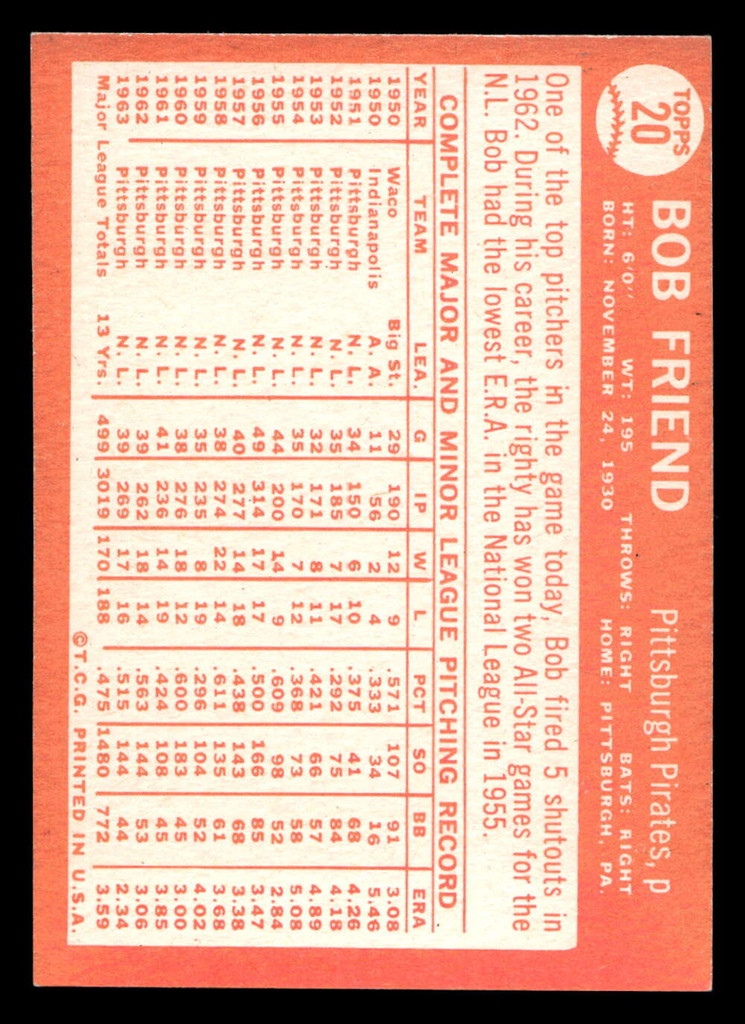 TOPPS
20
BOB FRIEND Pittsburgh Pirates, p
HT: 6'0" WT: 195 THROWS: RIGHT BATS: RIGHT
BORN: NOVEMBER 24, 1930 HOME: PITTSBURGH, PA.
One of the top pitchers in the game today, Bob fired 5 shutouts in
1962. During his career, the righty has won two All-Star games for the
N.L. Bob had the lowest E.R.A. in the National League in 1955.
COMPLETE MAJOR AND MINOR LEAGUE PITCHING RECORD
YEAR TEAM LEA. G IP W L PCT SO BB ERA
1950 Waco Big St. 29 190 12 9 .571 107 91 3.08
1950 Indianapolis A. A. 11 56 2 4 .333 34 16 5.46
1951 Pittsburgh N. L. 34 150 6 10 .375 41 68 4.26
1952 Pittsburgh N. L. 35 185 7 17 .292 75 84 4.18
1953 Pittsburgh N. L. 32 171 8 11 .421 66 57 4.89
1954 Pittsburgh N. L. 35 170 7 12 .368 73 58 5.08
1955 Pittsburgh N. L. 44 200 14 9 .609 98 52 2.84
1956 Pittsburgh N. L. 49 314 17 17 .500 166 85 3.47
1957 Pittsburgh N. L. 40 277 14 18 .438 143 68 3.38
1958 Pittsburgh N. L. 38 274 22 14 .611 135 61 3.68
1959 Pittsburgh N. L. 35 235 8 19 .296 104 52 4.02
1960 Pittsburgh N. L. 38 276 18 12 .600 183 45 3.00
1961 Pittsburgh N. L. 41 236 14 19 .424 108 45 3.85
1962 Pittsburgh N. L. 39 262 18 14 .563 144 53 3.06
1963 Pittsburgh N. L. 39 269 17 16 .515 144 44 2.34
Major League Totals 13 Yrs. 499 3019 170 188 .475 1480 772 3.59
©T.C.G. PRINTED IN U.S.A.